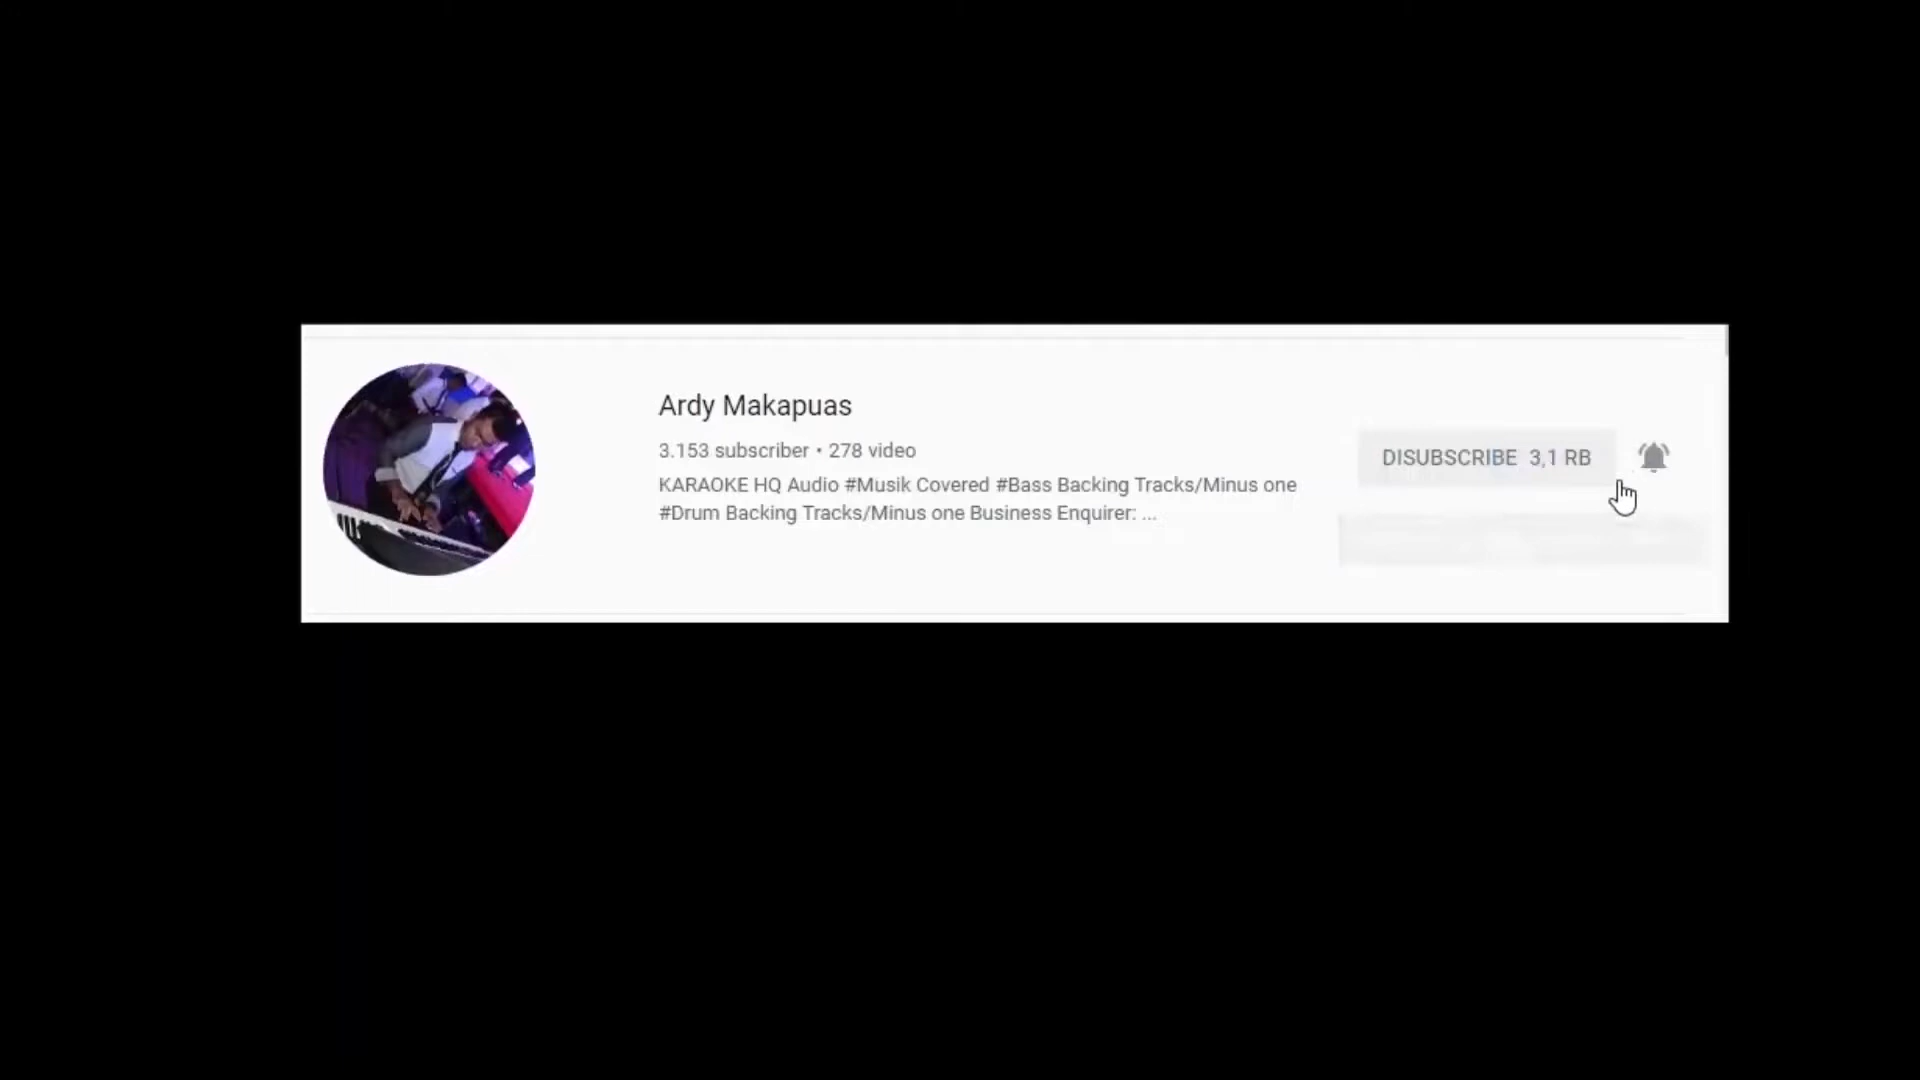 Ardy Makapuas
3.153 subscriber • 278 video
KARAOKE HQ Audio #Musik Covered #Bass Backing Tracks/Minus one
#Drum Backing Tracks/Minus one Business Enquirer: ...
DISUBSCRIBE 3,1 RB